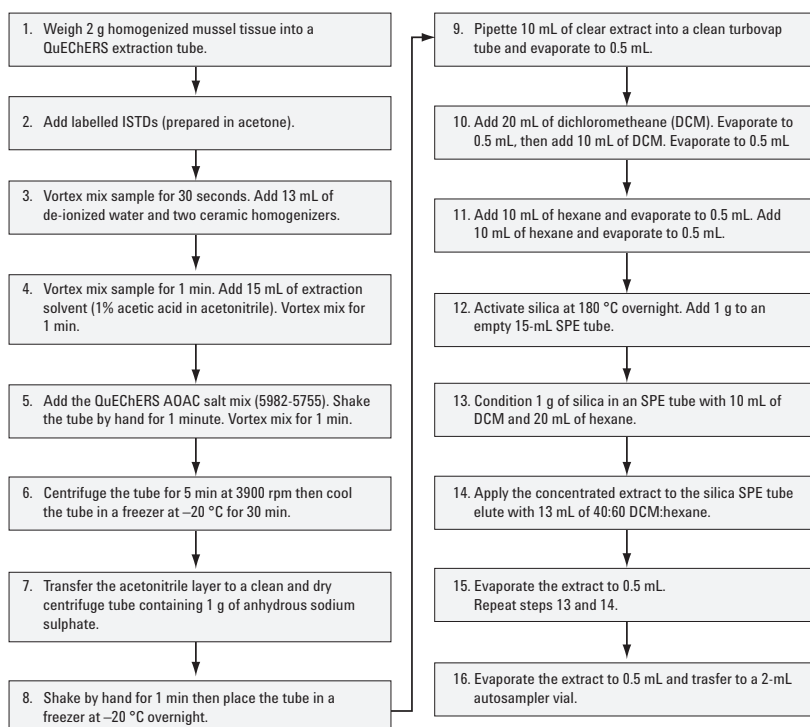 1. Weigh 2 g homogenized mussel tissue into a
QuEChERS extraction tube.
2. Add labelled ISTDs (prepared in acetone).
3. Vortex mix sample for 30 seconds. Add 13 mL of
de-ionized water and two ceramic homogenizers.
4. Vortex mix sample for 1 min. Add 15 mL of extraction
solvent (1% acetic acid in acetonitrile). Vortex mix for
1 min.
5. Add the QuEChERS AOAC salt mix (5982-5755). Shake
the tube by hand for 1 minute. Vortex mix for 1 min.
6. Centrifuge the tube for 5 min at 3900 rpm then cool
the tube in a freezer at –20 °C for 30 min.
7. Transfer the acetonitrile layer to a clean and dry
centrifuge tube containing 1 g of anhydrous sodium
sulphate.
8. Shake by hand for 1 min then place the tube in a
freezer at –20 °C overnight.
9. Pipette 10 mL of clear extract into a clean turbovap
tube and evaporate to 0.5 mL.
10. Add 20 mL of dichlorometheane (DCM). Evaporate to
0.5 mL, then add 10 mL of DCM. Evaporate to 0.5 mL
11. Add 10 mL of hexane and evaporate to 0.5 mL. Add
10 mL of hexane and evaporate to 0.5 mL.
12. Activate silica at 180 °C overnight. Add 1 g to an
empty 15-mL SPE tube.
13. Condition 1 g of silica in an SPE tube with 10 mL of
DCM and 20 mL of hexane.
14. Apply the concentrated extract to the silica SPE tube
elute with 13 mL of 40:60 DCM:hexane.
15. Evaporate the extract to 0.5 mL.
Repeat steps 13 and 14.
16. Evaporate the extract to 0.5 mL and trasfer to a 2-mL
autosampler vial.